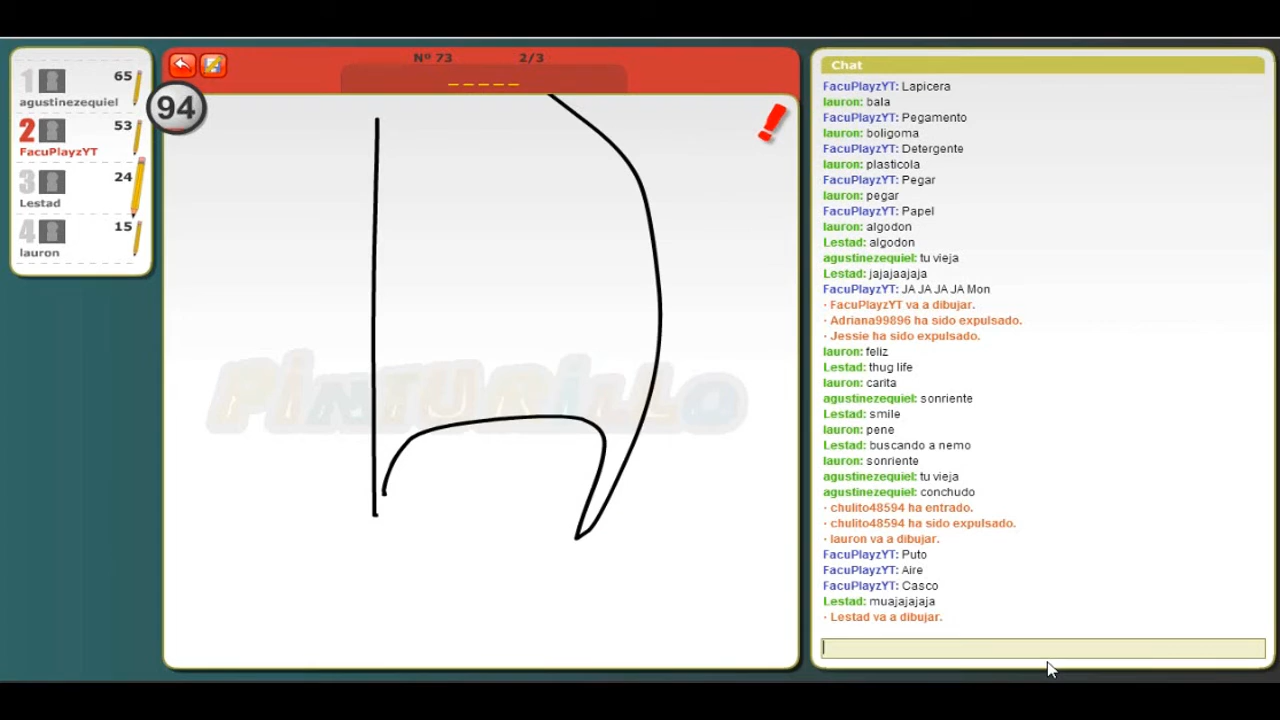 Nº 73 2/3
_ _ _ _ _
94
1 65
agustinezequiel
2 53
FacuPlayzYT
3 24
Lestad
4 15
lauron
PINTURILLO
Chat
FacuPlayzYT: Lapicera
lauron: bala
FacuPlayzYT: Pegamento
lauron: boligoma
FacuPlayzYT: Detergente
lauron: plasticola
FacuPlayzYT: Pegar
lauron: pegar
FacuPlayzYT: Papel
lauron: algodon
Lestad: algodon
agustinezequiel: tu vieja
Lestad: jajajaajaja
FacuPlayzYT: JA JA JA JA Mon
· FacuPlayzYT va a dibujar.
· Adriana99896 ha sido expulsado.
· Jessie ha sido expulsado.
lauron: feliz
Lestad: thug life
lauron: carita
agustinezequiel: sonriente
Lestad: smile
lauron: pene
Lestad: buscando a nemo
lauron: sonriente
agustinezequiel: tu vieja
agustinezequiel: conchudo
· chulito48594 ha entrado.
· chulito48594 ha sido expulsado.
· lauron va a dibujar.
FacuPlayzYT: Puto
FacuPlayzYT: Aire
FacuPlayzYT: Casco
Lestad: muajajajaja
· Lestad va a dibujar.